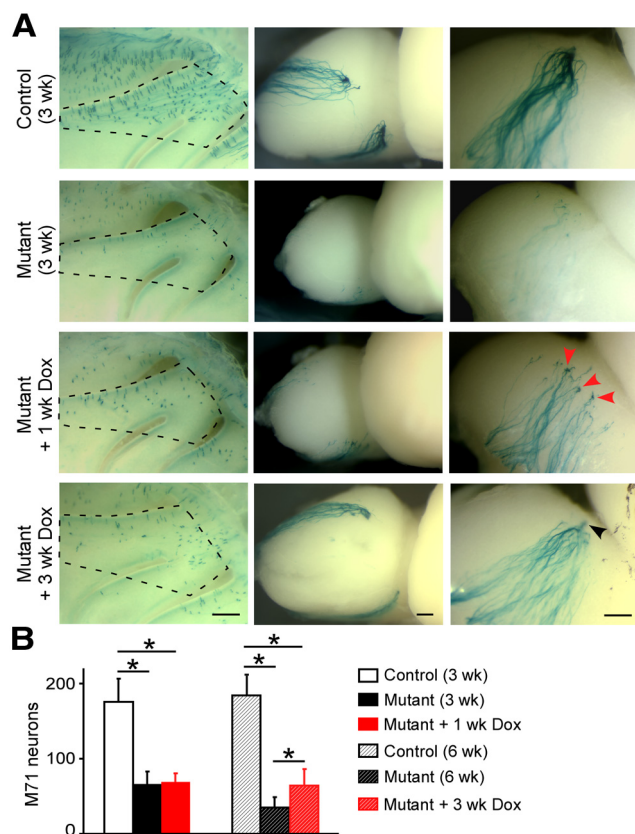 A
Control
(3 wk)
Mutant
(3 wk)
Mutant
+ 1 wk Dox
Mutant
+ 3 wk Dox
B
M71 neurons
200
100
0
*
*
*
*
*
*
Control (3 wk)
Mutant (3 wk)
Mutant + 1 wk Dox
Control (6 wk)
Mutant (6 wk)
Mutant + 3 wk Dox